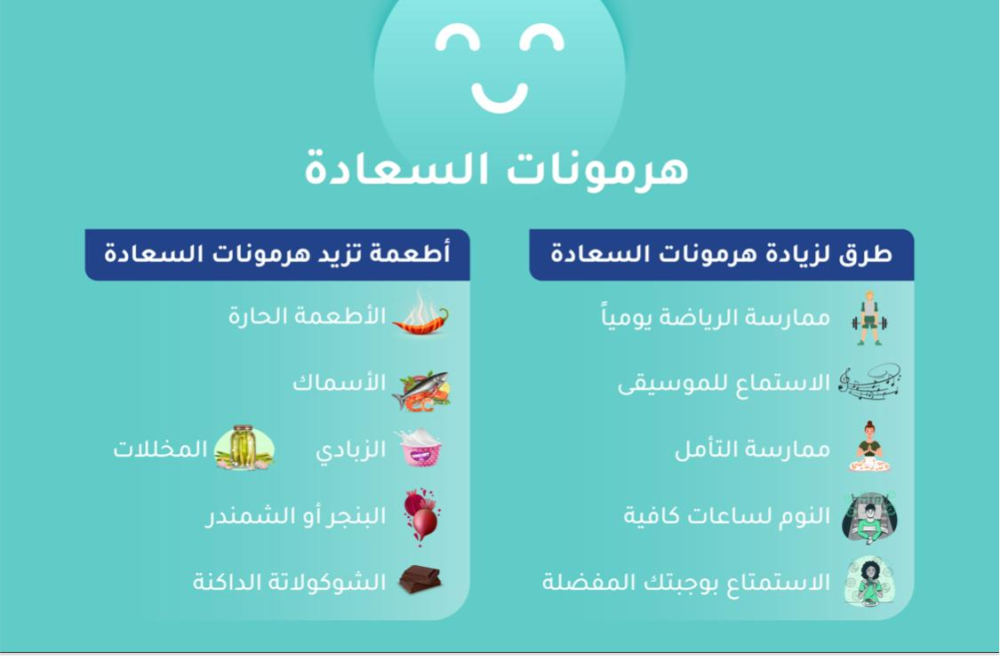 هرمونات السعادة
طرق لزيادة هرمونات السعادة
ممارسة الرياضة يومياً
الاستماع للموسيقى
ممارسة التأمل
النوم لساعات كافية
الاستمتاع بوجبتك المفضلة
أطعمة تزيد هرمونات السعادة
الأطعمة الحارة
الأسماك
الزبادي المخللات
البنجر أو الشمندر
الشوكولاتة الداكنة